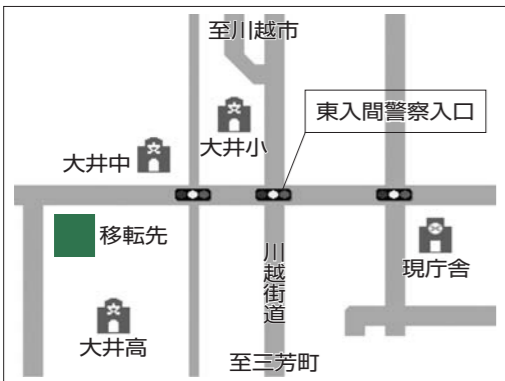 至川越市
東入間警察入口
大井小
大井中
移転先
川越街道
現庁舎
大井高
至三芳町